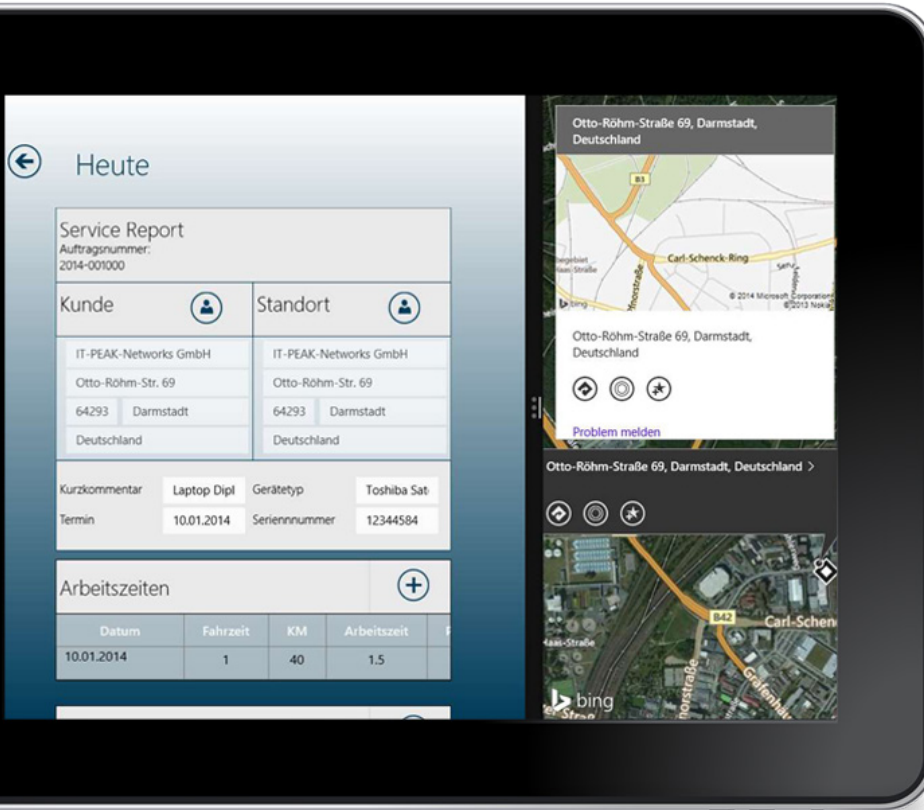 Heute
Service Report
Auftragsnummer:
2014-001000
Kunde
Standort
IT-PEAK-Networks GmbH
Otto-Röhm-Str. 69
64293 Darmstadt
Deutschland
IT-PEAK-Networks GmbH
Otto-Röhm-Str. 69
64293 Darmstadt
Deutschland
Kurzkommentar Laptop Dipl Gerätetyp Toshiba Sat
Termin 10.01.2014 Seriennnummer 12344584
Arbeitszeiten
Datum Fahrzeit KM Arbeitszeit
10.01.2014 1 40 1.5
Otto-Röhm-Straße 69, Darmstadt,
Deutschland
B3
Carl-Schenck-Ring
© 2014 Microsoft Corporation
© 2013 Nokia
bing
Otto-Röhm-Straße 69, Darmstadt,
Deutschland
Problem melden
Otto-Röhm-Straße 69, Darmstadt, Deutschland >
B42
Carl-Schen
Haas-Straße
Gräfenhau
bing